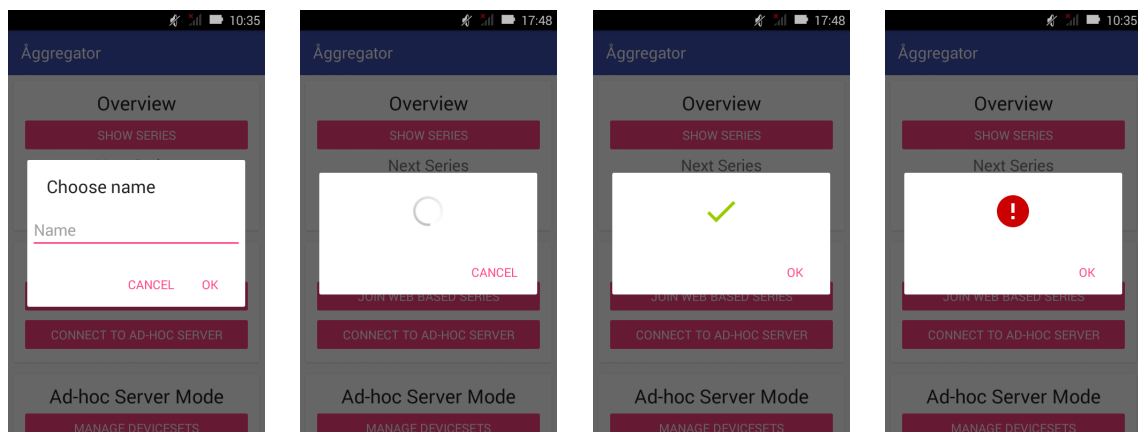 10:35
Åggregator
Overview
SHOW SERIES
Choose name
Name
CANCEL OK
CONNECT TO AD-HOC SERVER
Ad-hoc Server Mode
MANAGE DEVICESETS
17:48
Åggregator
Overview
SHOW SERIES
Next Series
CANCEL
JOIN WEB BASED SERIES
CONNECT TO AD-HOC SERVER
Ad-hoc Server Mode
MANAGE DEVICESETS
17:48
Åggregator
Overview
SHOW SERIES
Next Series
OK
JOIN WEB BASED SERIES
CONNECT TO AD-HOC SERVER
Ad-hoc Server Mode
MANAGE DEVICESETS
10:35
Åggregator
Overview
SHOW SERIES
Next Series
OK
JOIN WEB BASED SERIES
CONNECT TO AD-HOC SERVER
Ad-hoc Server Mode
MANAGE DEVICESETS